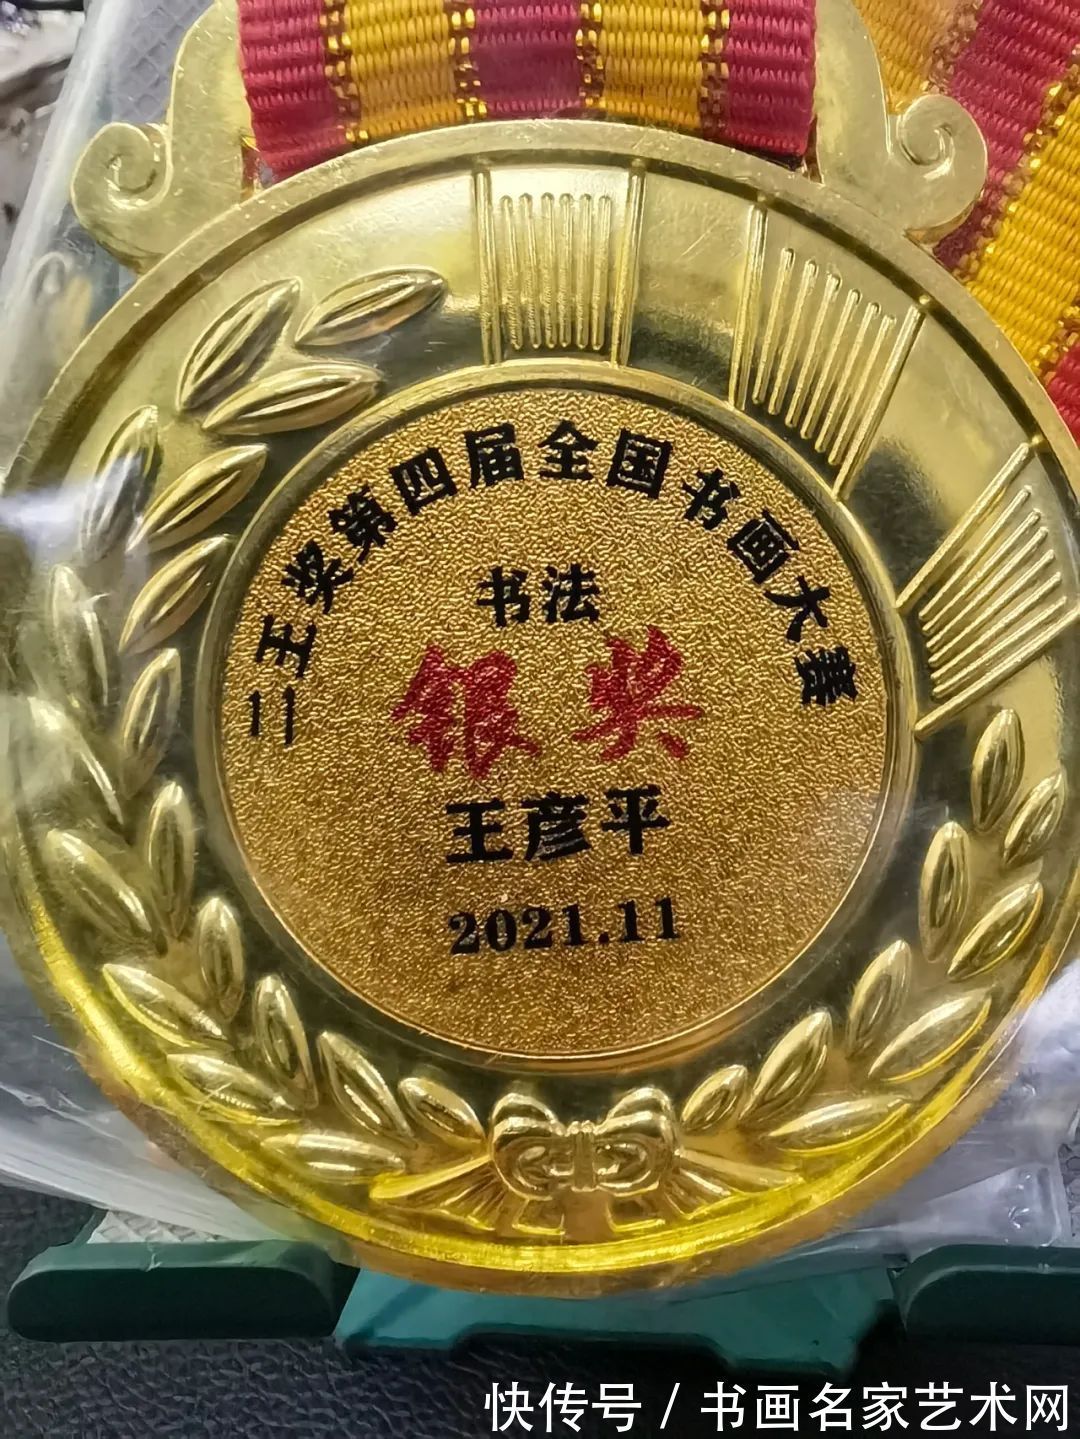 二王奖第四届全国书画大赛
书法
银奖
王彦平
2021.11
快传号 / 书画名家艺术网